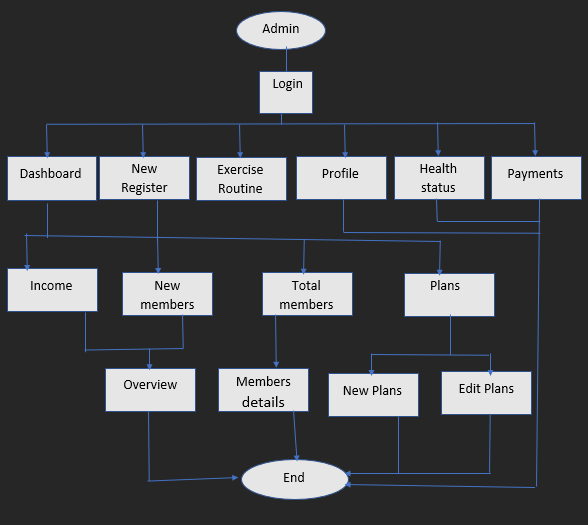 Admin
Login
Dashboard
New
Register
Exercise
Routine
Profile
Health
status
Payments
Income
New
members
Total
members
Plans
Overview
Members
details
New Plans
Edit Plans
End